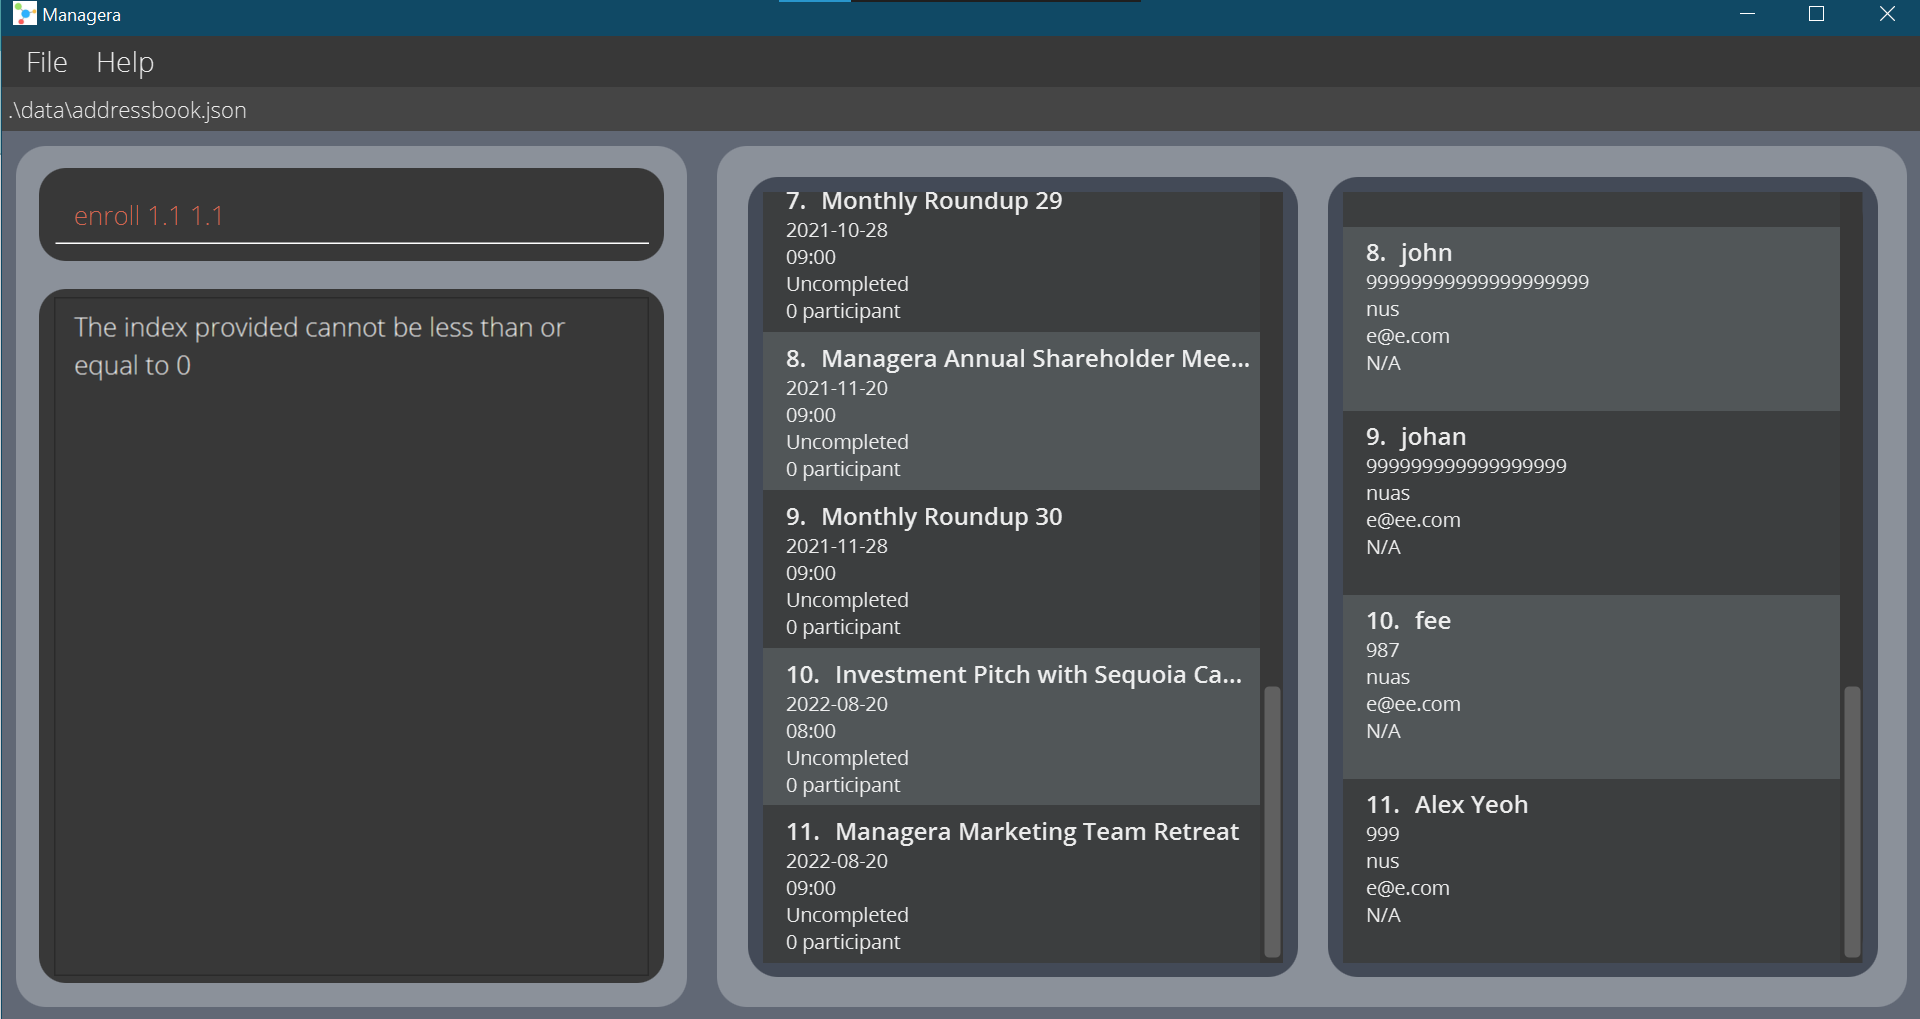 Managera
File Help
.\data\addressbook.json
enroll 1.1 1.1
The index provided cannot be less than or
equal to 0
7. Monthly Roundup 29
2021-10-28
09:00
Uncompleted
0 participant
8. Managera Annual Shareholder Mee...
2021-11-20
09:00
Uncompleted
0 participant
9. Monthly Roundup 30
2021-11-28
09:00
Uncompleted
0 participant
10. Investment Pitch with Sequoia Ca...
2022-08-20
08:00
Uncompleted
0 participant
11. Managera Marketing Team Retreat
2022-08-20
09:00
Uncompleted
0 participant
8. john
99999999999999999999
nus
e@e.com
N/A
9. johan
999999999999999999
nuas
e@ee.com
N/A
10. fee
987
nuas
e@ee.com
N/A
11. Alex Yeoh
999
nus
e@e.com
N/A